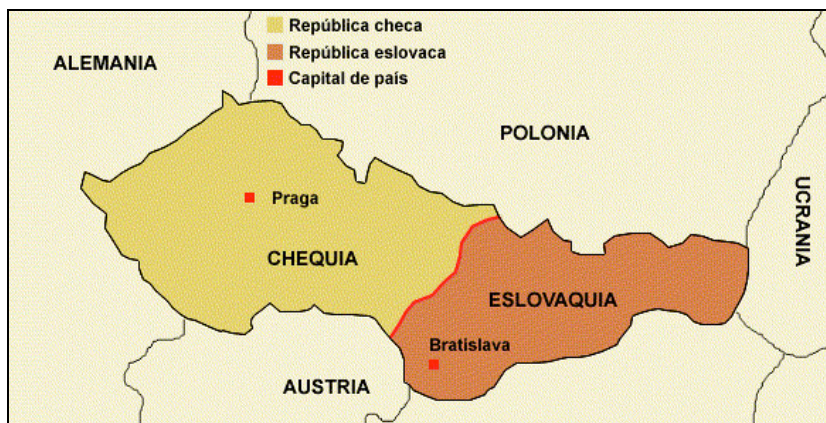 República checa
República eslovaca
Capital de país
ALEMANIA
POLONIA
UCRANIA
Praga
CHEQUIA
ESLOVAQUIA
Bratislava
AUSTRIA